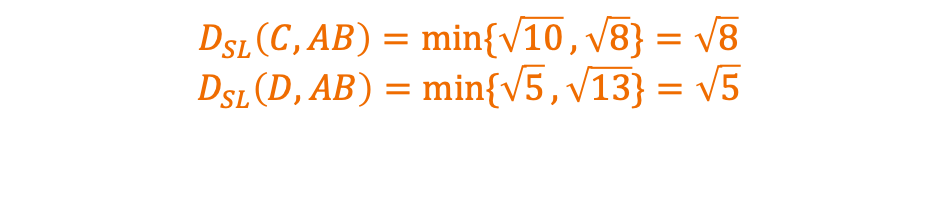 D_{SL}(C, AB) = min{√10, √8} = √8
D_{SL}(D, AB) = min{√5, √13} = √5